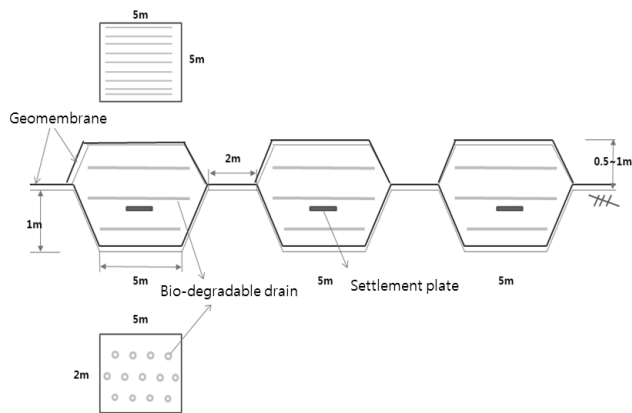 5m
5m
Geomembrane
2m
0.5~1m
1m
5m
5m
5m
Bio-degradable drain
Settlement plate
5m
2m